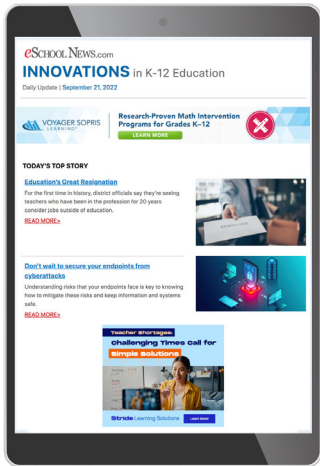 eSCHOOL NEWS.com
INNOVATIONS in K-12 Education
Daily Update | September 21, 2022
VOYAGER SOPRIS
LEARNING
Research-Proven Math Intervention
Programs for Grades K–12
LEARN MORE
TODAY'S TOP STORY
Education's Great Resignation
For the first time in history, district officials say they're seeing
teachers who have been in the profession for 20 years
consider jobs outside of education.
READ MORE>
Don't wait to secure your endpoints from
cyberattacks
Understanding risks that your endpoints face is key to knowing
how to mitigate these risks and keep information and systems
safe.
READ MORE>
Teacher Shortages:
Challenging Times Call for
Simple Solutions
Stride Learning Solutions
Learn More!